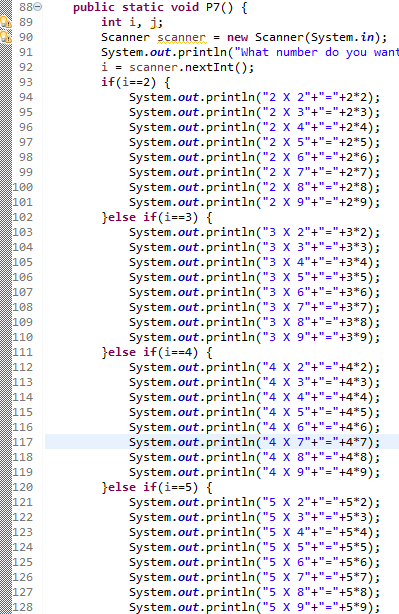 88 public static void P7() {
89 int i, j;
90 Scanner scanner = new Scanner(System.in);
91 System.out.println("What number do you want
92 i = scanner.nextInt();
93 if(i==2) {
94 System.out.println("2 X 2"+"="+2*2);
95 System.out.println("2 X 3"+"="+2*3);
96 System.out.println("2 X 4"+"="+2*4);
97 System.out.println("2 X 5"+"="+2*5);
98 System.out.println("2 X 6"+"="+2*6);
99 System.out.println("2 X 7"+"="+2*7);
100 System.out.println("2 X 8"+"="+2*8);
101 System.out.println("2 X 9"+"="+2*9);
102 }else if(i==3) {
103 System.out.println("3 X 2"+"="+3*2);
104 System.out.println("3 X 3"+"="+3*3);
105 System.out.println("3 X 4"+"="+3*4);
106 System.out.println("3 X 5"+"="+3*5);
107 System.out.println("3 X 6"+"="+3*6);
108 System.out.println("3 X 7"+"="+3*7);
109 System.out.println("3 X 8"+"="+3*8);
110 System.out.println("3 X 9"+"="+3*9);
111 }else if(i==4) {
112 System.out.println("4 X 2"+"="+4*2);
113 System.out.println("4 X 3"+"="+4*3);
114 System.out.println("4 X 4"+"="+4*4);
115 System.out.println("4 X 5"+"="+4*5);
116 System.out.println("4 X 6"+"="+4*6);
117 System.out.println("4 X 7"+"="+4*7);
118 System.out.println("4 X 8"+"="+4*8);
119 System.out.println("4 X 9"+"="+4*9);
120 }else if(i==5) {
121 System.out.println("5 X 2"+"="+5*2);
122 System.out.println("5 X 3"+"="+5*3);
123 System.out.println("5 X 4"+"="+5*4);
124 System.out.println("5 X 5"+"="+5*5);
125 System.out.println("5 X 6"+"="+5*6);
126 System.out.println("5 X 7"+"="+5*7);
127 System.out.println("5 X 8"+"="+5*8);
128 System.out.println("5 X 9"+"="+5*9);